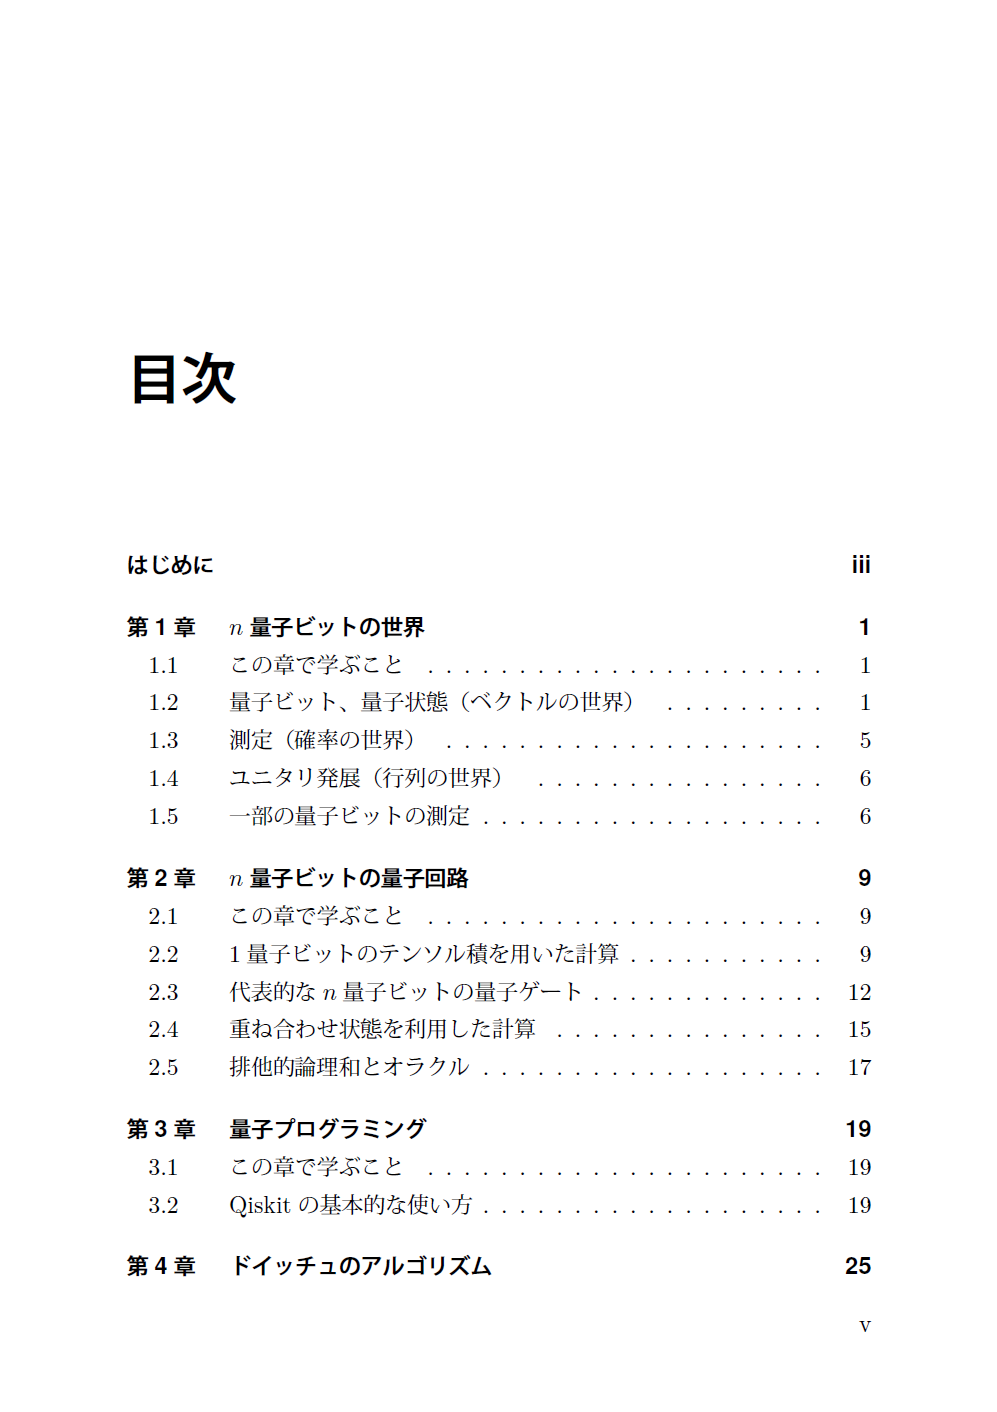 目次
はじめに iii
第 1 章 n 量子ビットの世界 1
1.1 この章で学ぶこと . . . . . . . . . . . . . . . . . . . . . . 1
1.2 量子ビット、量子状態（ベクトルの世界） . . . . . . . . . 1
1.3 測定（確率の世界） . . . . . . . . . . . . . . . . . . . . . 5
1.4 ユニタリ発展（行列の世界） . . . . . . . . . . . . . . . . 6
1.5 一部の量子ビットの測定 . . . . . . . . . . . . . . . . . . . 6
第 2 章 n 量子ビットの量子回路 9
2.1 この章で学ぶこと . . . . . . . . . . . . . . . . . . . . . . 9
2.2 1 量子ビットのテンソル積を用いた計算 . . . . . . . . . . . 9
2.3 代表的な n 量子ビットの量子ゲート . . . . . . . . . . . . . 12
2.4 重ね合わせ状態を利用した計算 . . . . . . . . . . . . . . . 15
2.5 排他的論理和とオラクル . . . . . . . . . . . . . . . . . . . 17
第 3 章 量子プログラミング 19
3.1 この章で学ぶこと . . . . . . . . . . . . . . . . . . . . . . 19
3.2 Qiskit の基本的な使い方 . . . . . . . . . . . . . . . . . . . 19
第 4 章 ドイッチュのアルゴリズム 25
v